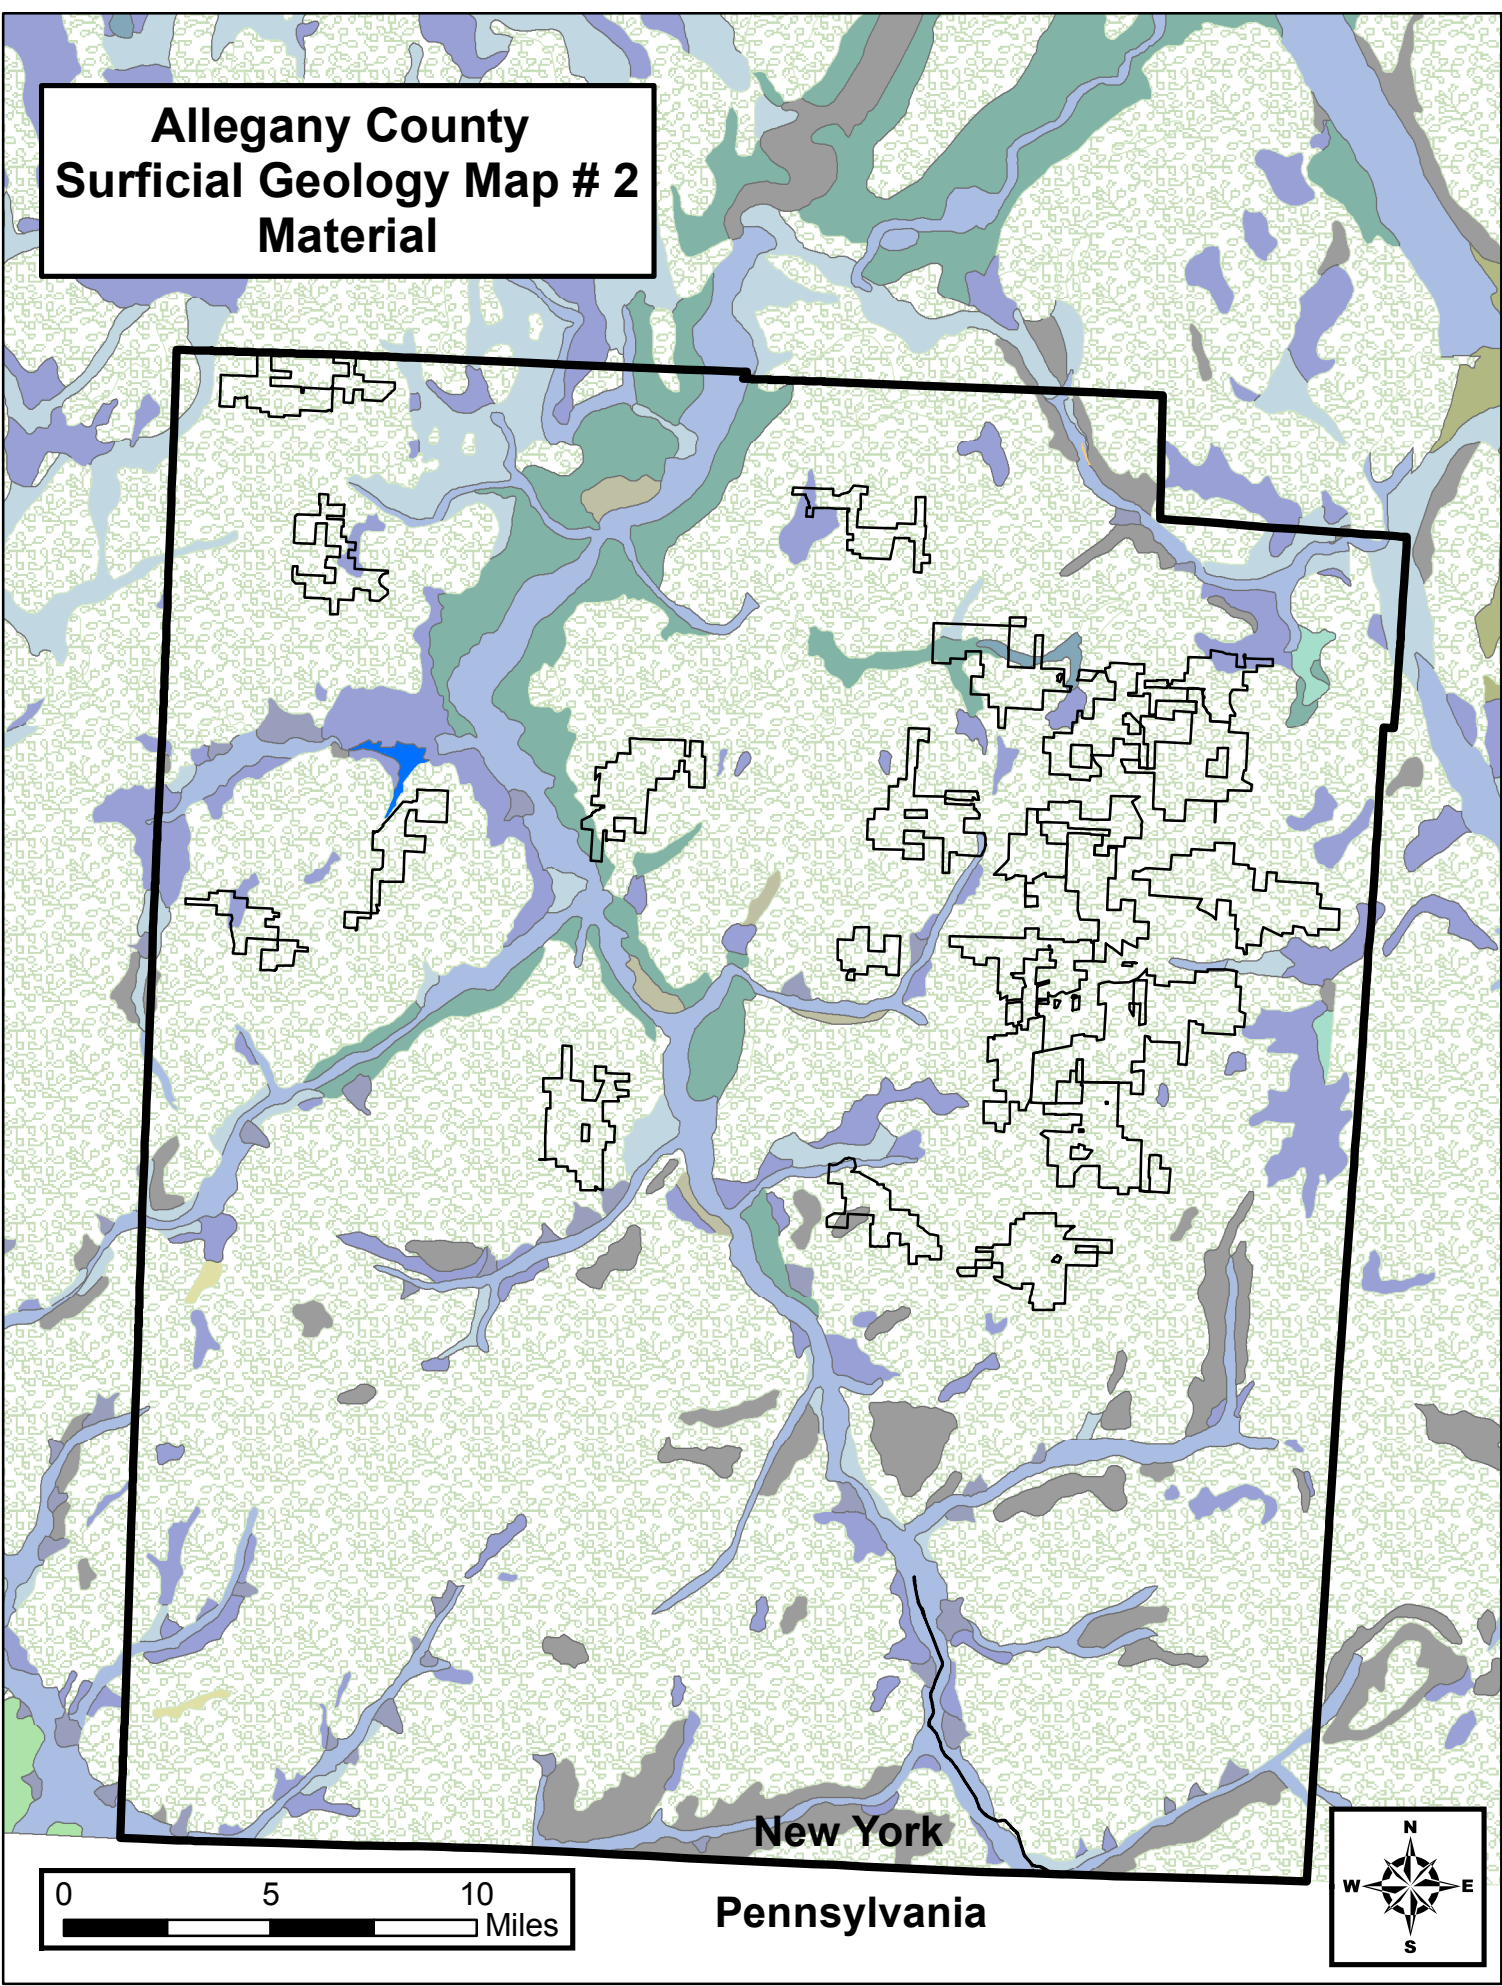 Allegany County
Surficial Geology Map # 2
Material
New York
Pennsylvania
0 5 10
Miles
N
W E
S